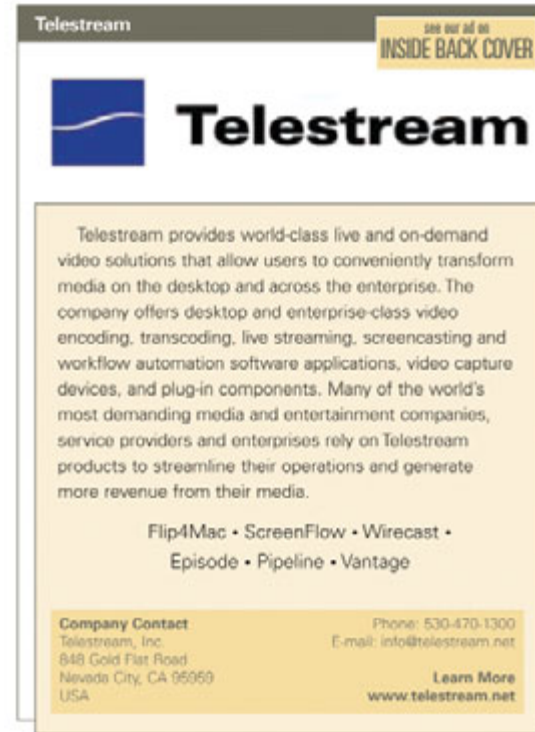 Telestream
see our ad on
INSIDE BACK COVER
Telestream
Telestream provides world-class live and on-demand
video solutions that allow users to conveniently transform
media on the desktop and across the enterprise. The
company offers desktop and enterprise-class video
encoding, transcoding, live streaming, screencasting and
workflow automation software applications, video capture
devices, and plug-in components. Many of the world's
most demanding media and entertainment companies,
service providers and enterprises rely on Telestream
products to streamline their operations and generate
more revenue from their media.
Flip4Mac • ScreenFlow • Wirecast •
Episode • Pipeline • Vantage
Company Contact
Telestream, Inc.
848 Gold Flat Road
Nevada City, CA 95959
USA
Phone: 530-470-1300
E-mail: info@telestream.net
Learn More
www.telestream.net